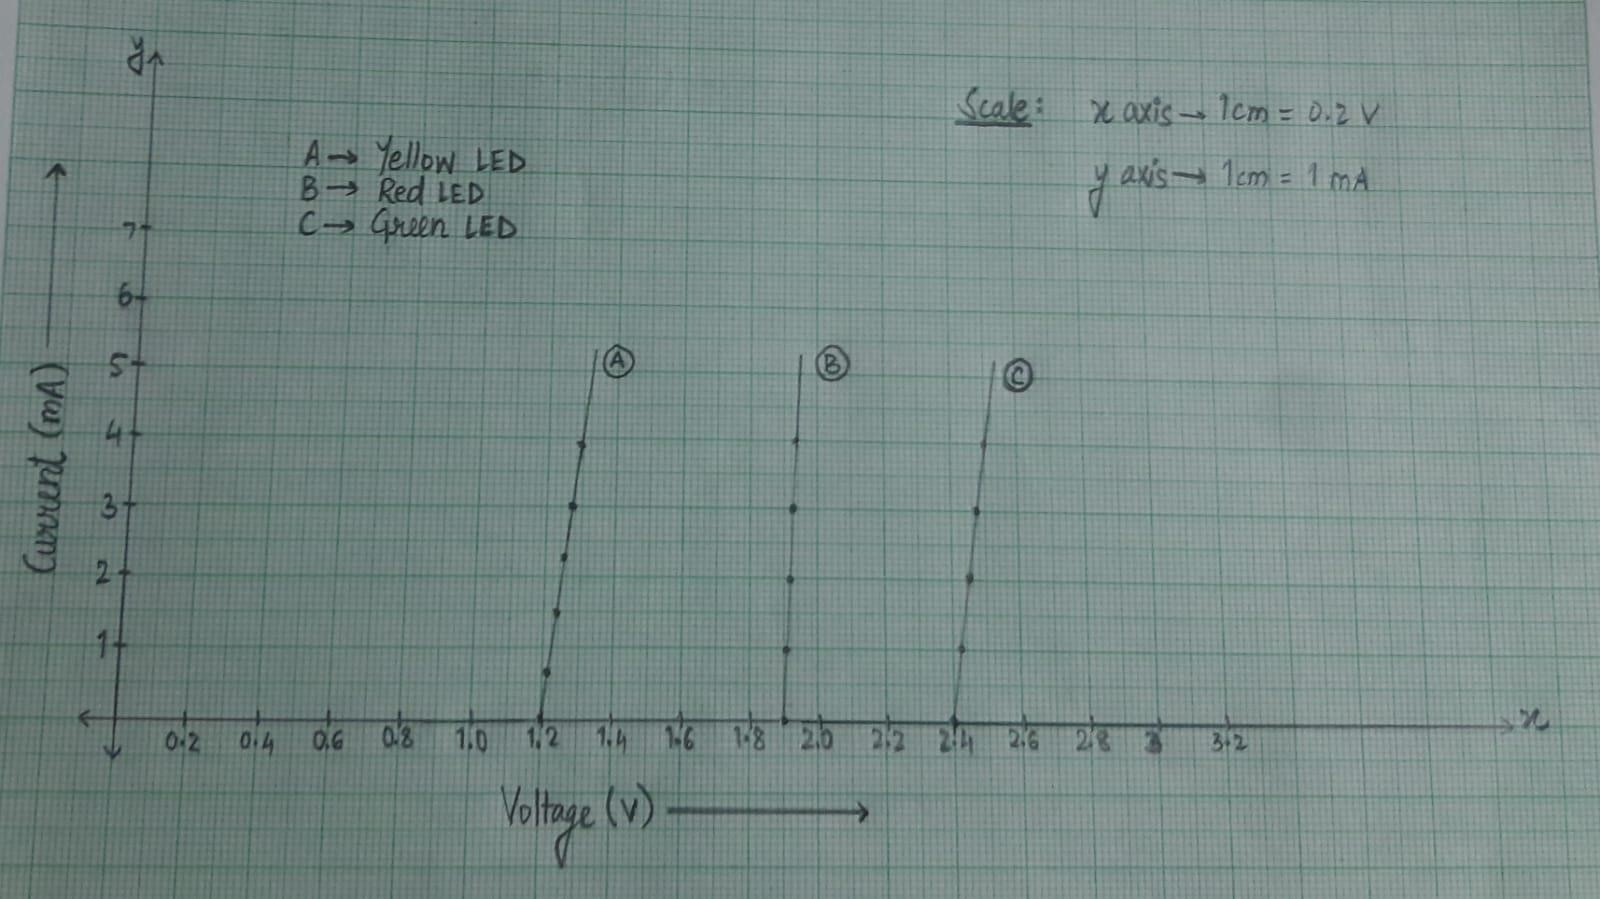 y
Scale: x axis → 1cm = 0.2 V
y axis → 1cm = 1 mA
A → Yellow LED
B → Red LED
C → Green LED
7
6
5
4
3
2
1
Current (mA)
A B C
0.2 0.4 0.6 0.8 1.0 1.2 1.4 1.6 1.8 2.0 2.2 2.4 2.6 2.8 3 3.2 x
Voltage (V)